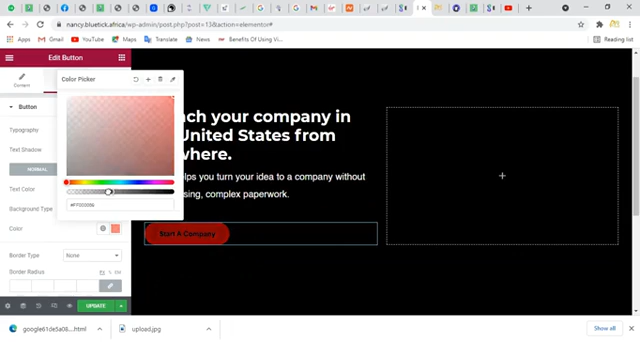 nancy.bluetick.africa/wp-admin/post.php?post=13&action=elementor#
Apps
Gmail
YouTube
Maps
Translate
News
Benefits Of Using Vi...
Reading list
Edit Button
Color Picker
Content
Button
Typography
Text Shadow
NORMAL
Text Color
Background Type
Color
Border Type
None
Border Radius
UPDATE
ach your company in
United States from
where.
helps you turn your idea to a company without
sing, complex paperwork.
Start A Company
google61de5a08....html
upload.jpg
Show all